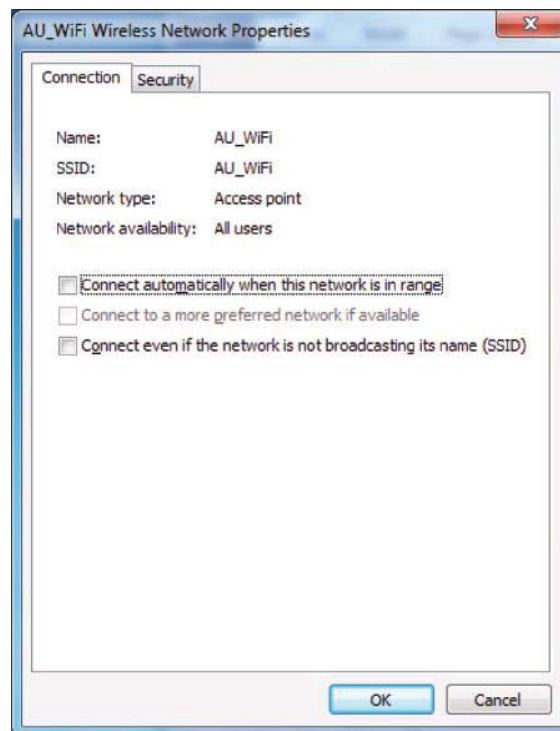 AU_WiFi Wireless Network Properties
Connection
Security
Name: AU_WiFi
SSID: AU_WiFi
Network type: Access point
Network availability: All users
Connect automatically when this network is in range
Connect to a more preferred network if available
Connect even if the network is not broadcasting its name (SSID)
OK
Cancel